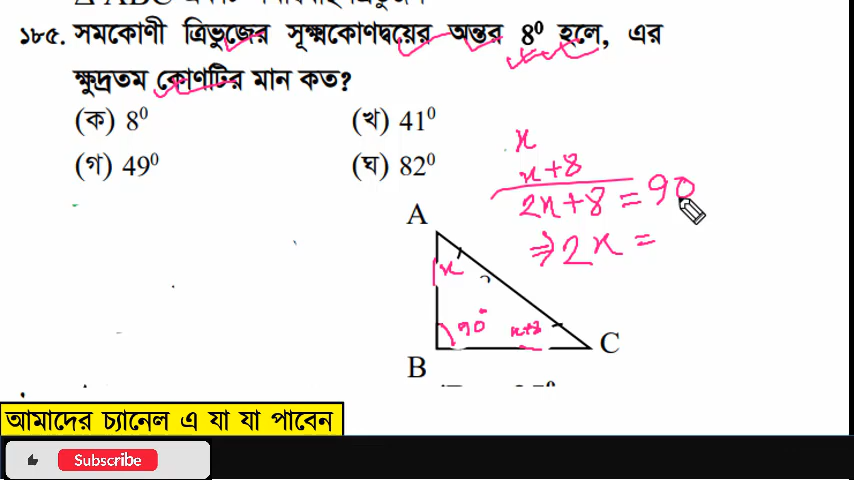 ১৮৫. সমকোণী ত্রিভুজের সূক্ষ্মকোণদ্বয়ের অন্তর 8⁰ হলে, এর
ক্ষুদ্রতম কোণটির মান কত?
(ক) 8⁰ (খ) 41⁰
(গ) 49⁰ (ঘ) 82⁰
x
x+8
2x+8=90
⇒2x=
A
x
90° x+8
B C
আমাদের চ্যানেল এ যা যা পাবেন
Subscribe